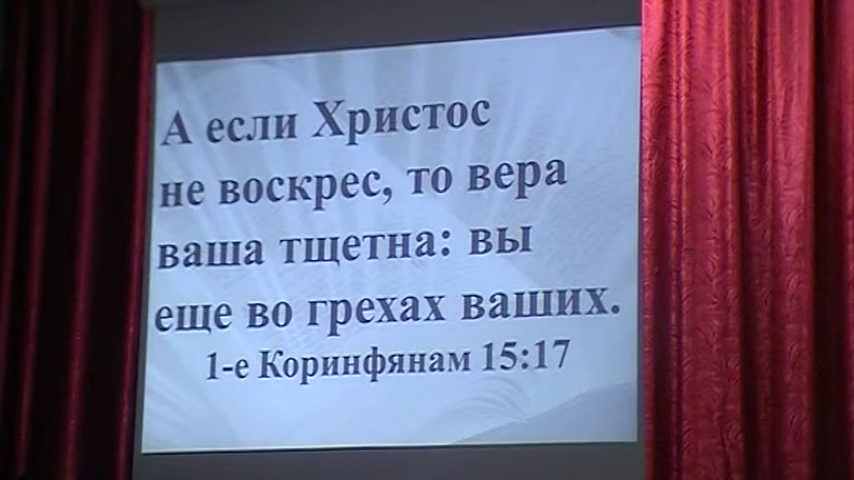 А если Христос
не воскрес, то вера
ваша тщетна: вы
еще во грехах ваших.
1-е Коринфянам 15:17